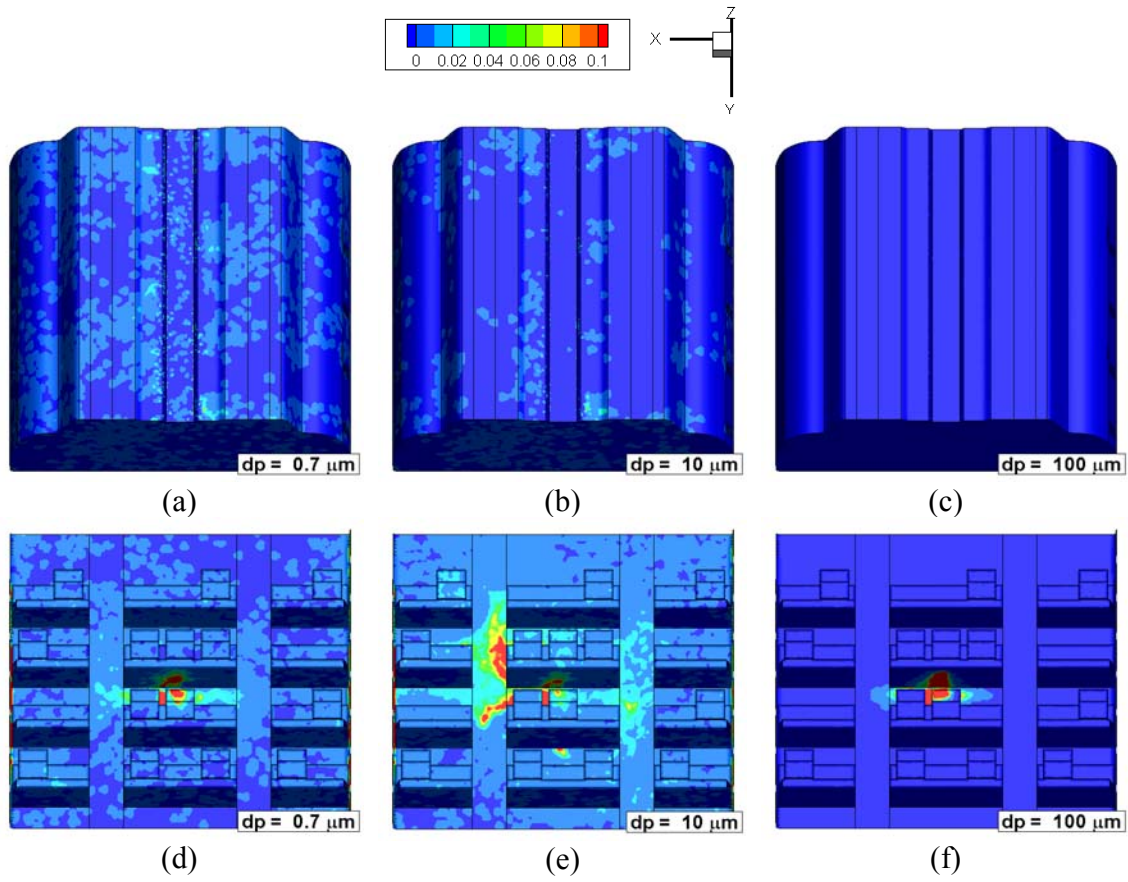 Z
X
Y
0 0.02 0.04 0.06 0.08 0.1
dp = 0.7 μm dp = 10 μm dp = 100 μm
(a) (b) (c)
dp = 0.7 μm dp = 10 μm dp = 100 μm
(d) (e) (f)